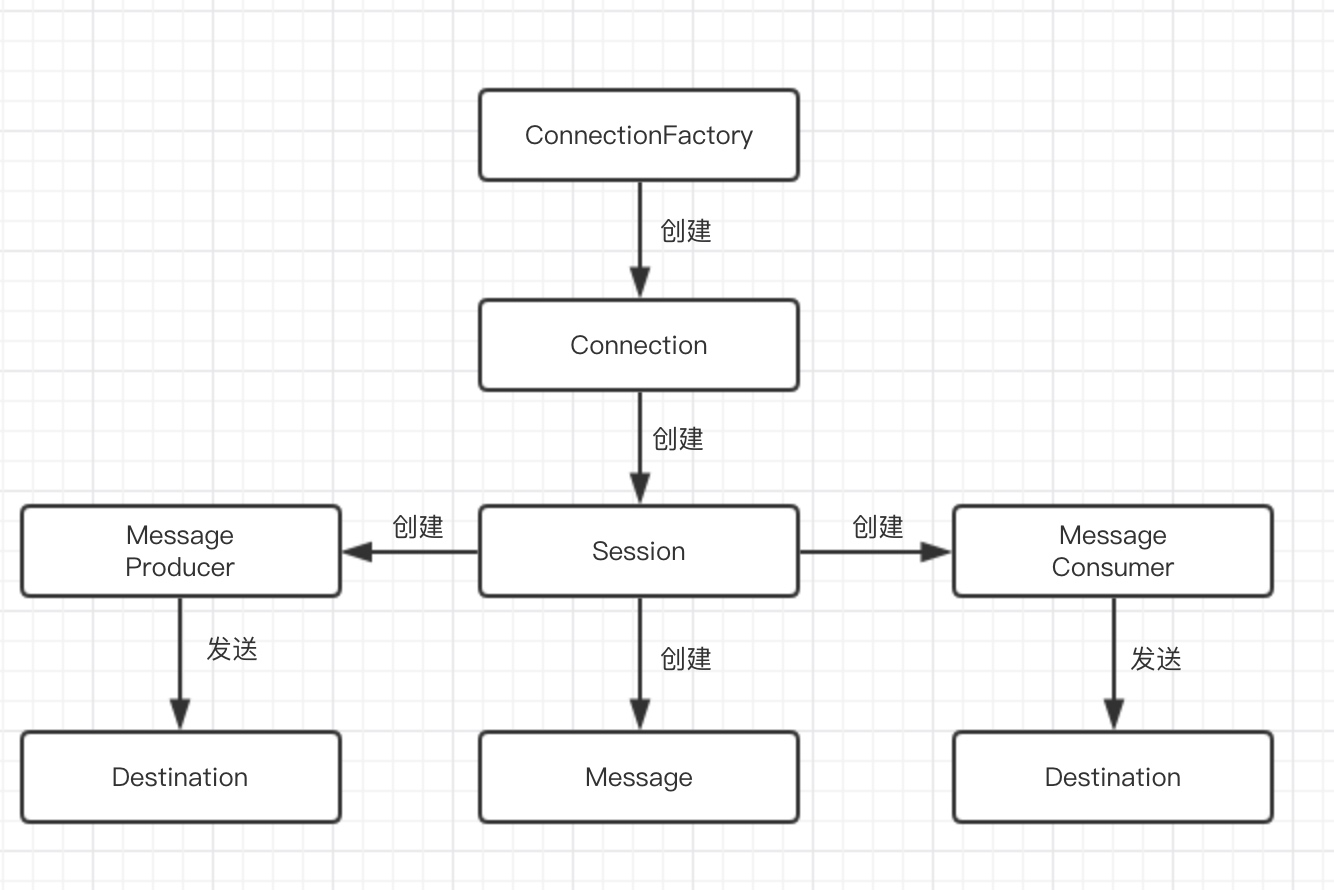 ConnectionFactory
创建
Connection
创建
Message
Producer
创建
Session
创建
Message
Consumer
发送
创建
发送
Destination
Message
Destination